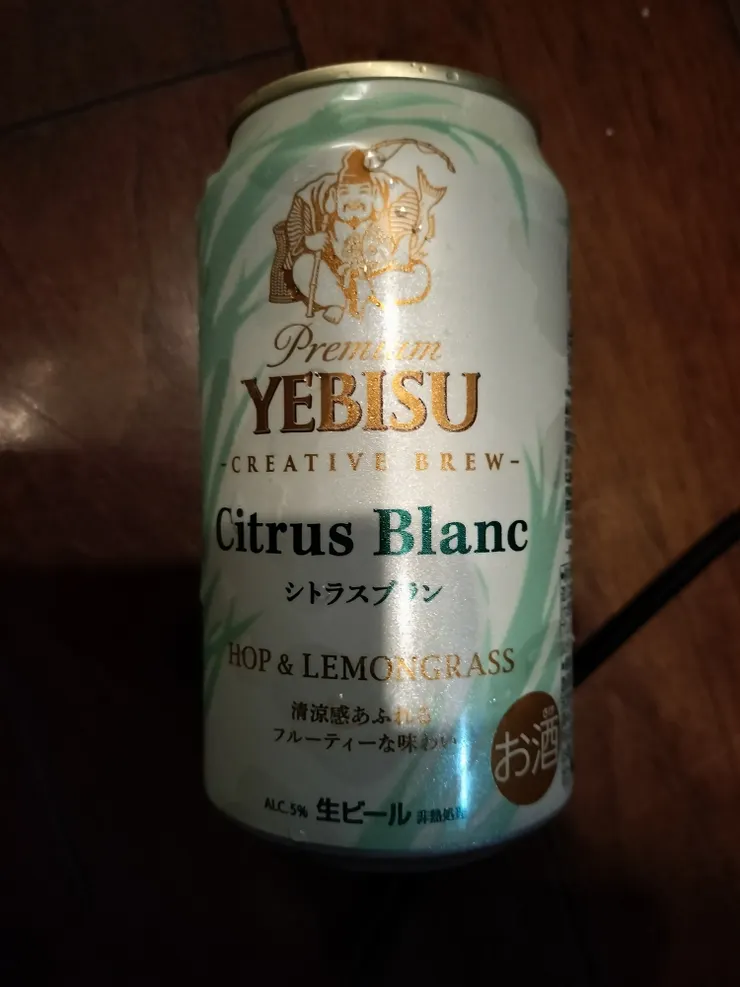 Premium
YEBISU
-CREATIVE BREW-
Citrus Blanc
シトラスブラン
HOP & LEMONGRASS
清涼感あふれる
フルーティーな味わい
お酒
ALC.5% 生ビール 非熱処理